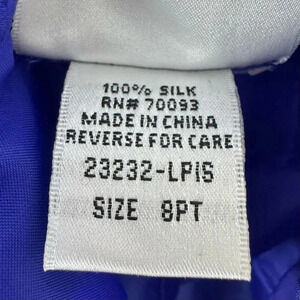 100% SILK
RN# 70093
MADE IN CHINA
REVERSE FOR CARE
23232-LPIS
SIZE 8PT